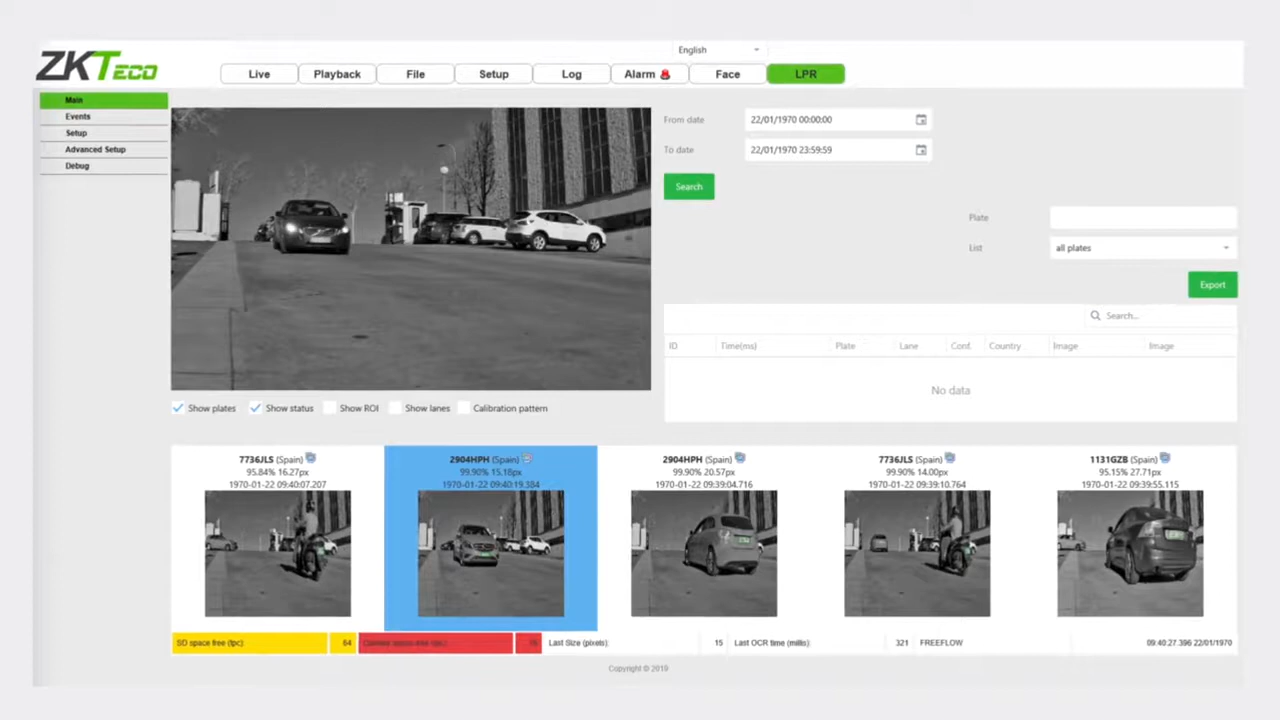 English
ZKTeco
Live Playback File Setup Log Alarm Face LPR
Main
Events
Setup
Advanced Setup
Debug
From date 22/01/1970 00:00:00
To date 22/01/1970 23:59:59
Search
Plate
List all plates
Export
Search...
ID Time(ms) Plate Lane Conf. Country Image Image
No data
Show plates Show status Show ROI Show lanes Calibration pattern
7736JLS (Spain)
95.84% 16.27px
1970-01-22 09:40:07.207
2904HPH (Spain)
99.90% 15.18px
1970-01-22 09:40:19.384
2904HPH (Spain)
99.90% 20.57px
1970-01-22 09:39:04.716
7736JLS (Spain)
99.90% 14.00px
1970-01-22 09:39:10.764
1131GZB (Spain)
95.15% 27.71px
1970-01-22 09:39:55.115
SD space free (tpc): 64 space free Last Size (pixels): 15 Last OCR time (millis): 321 FREEFLOW 09:40:27.396 22/01/1970
Copyright © 2019